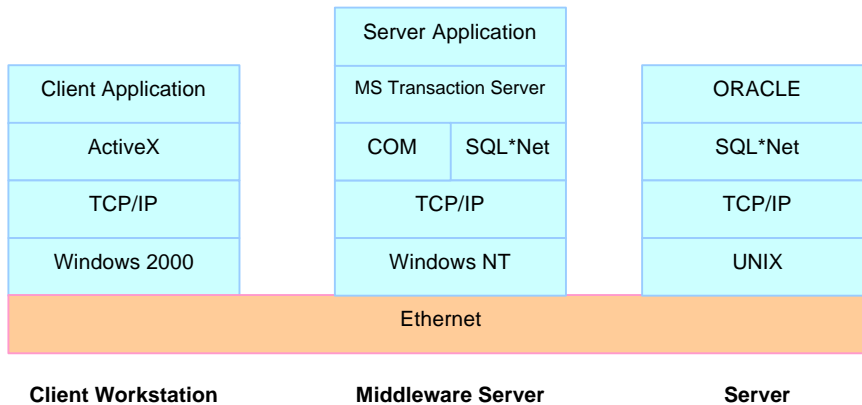 Server Application
Client Application
MS Transaction Server
ORACLE
ActiveX
COM
SQL*Net
SQL*Net
TCP/IP
TCP/IP
TCP/IP
Windows 2000
Windows NT
UNIX
Ethernet
Client Workstation
Middleware Server
Server